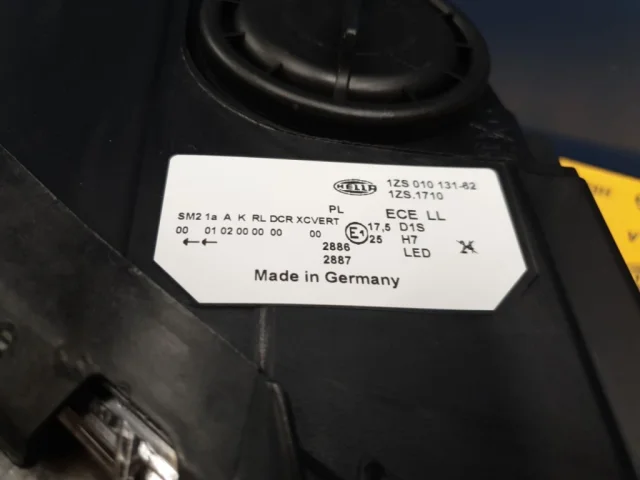 HELLA 1ZS 010 131-62
1ZS.1710
PL
SM2 1a A K RL DCR XCVERT ECE LL
00 01 02 00 00 00 00 E1 17,5 D1S
←← 25 H7
2886 LED
2887
Made in Germany